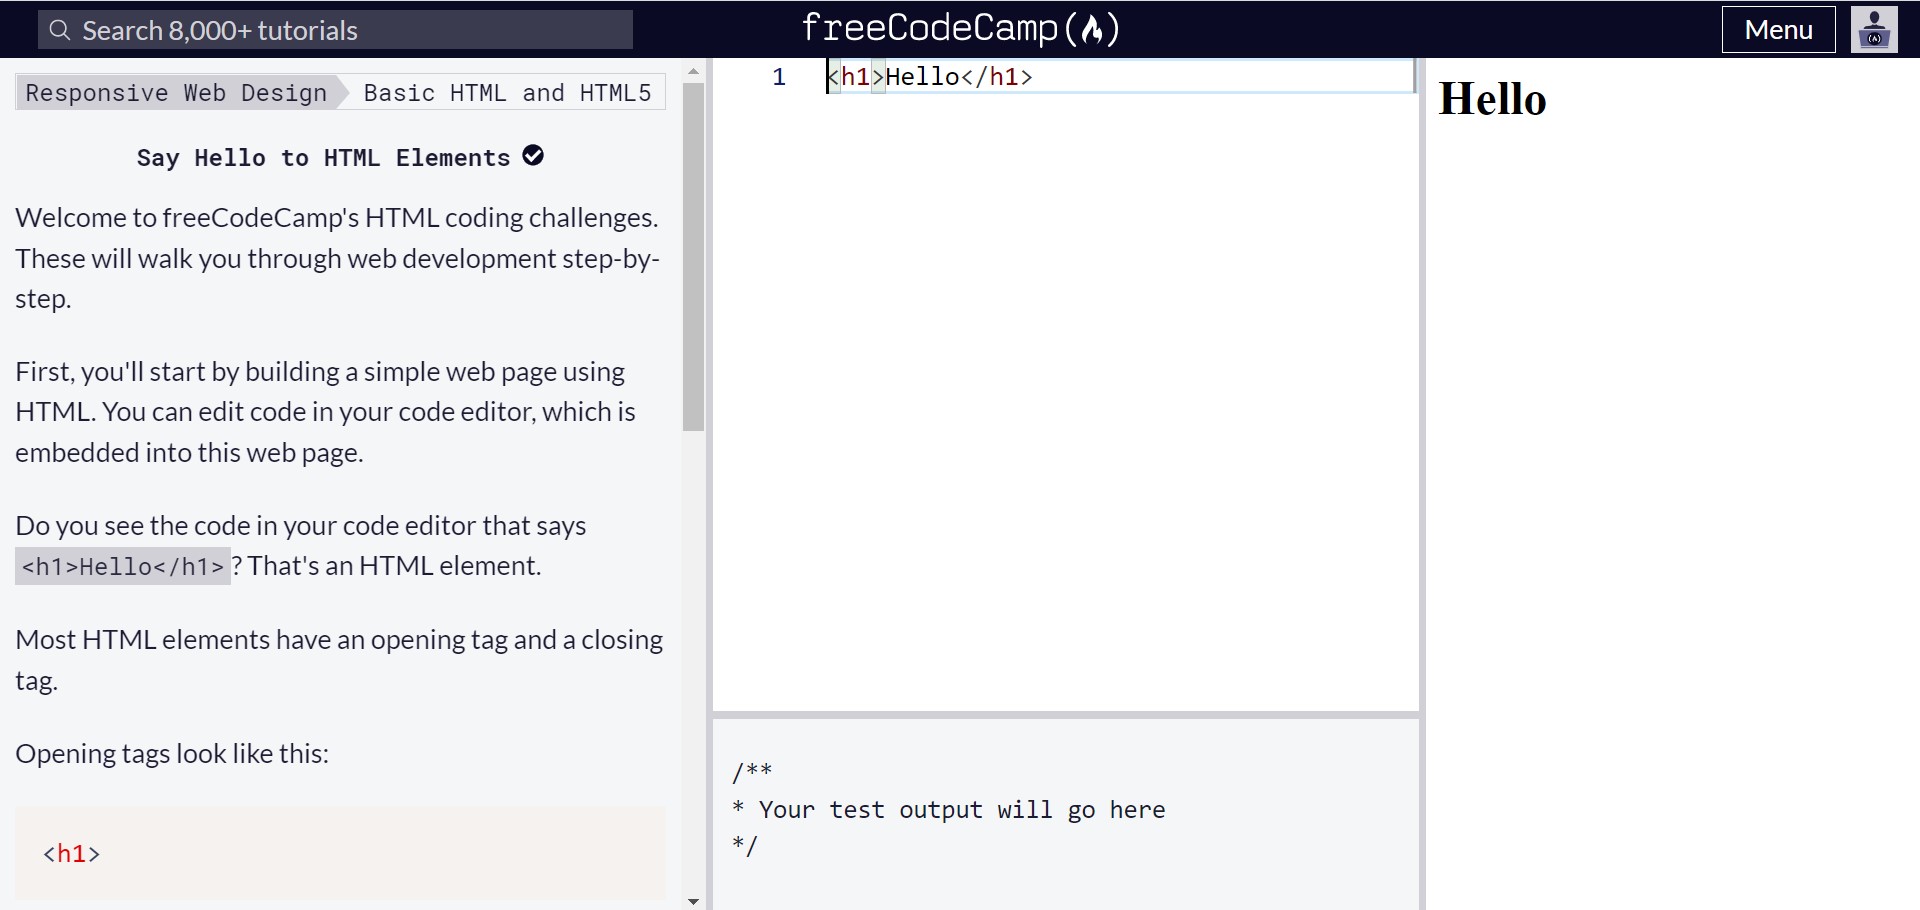 Search 8,000+ tutorials
freeCodeCamp(🔥)
Menu
Responsive Web Design
Basic HTML and HTML5
Say Hello to HTML Elements
Welcome to freeCodeCamp's HTML coding challenges.
These will walk you through web development step-by-
step.
First, you'll start by building a simple web page using
HTML. You can edit code in your code editor, which is
embedded into this web page.
Do you see the code in your code editor that says
<h1>Hello</h1>? That's an HTML element.
Most HTML elements have an opening tag and a closing
tag.
Opening tags look like this:
<h1>
1
<h1>Hello</h1>
/**
* Your test output will go here
*/
Hello